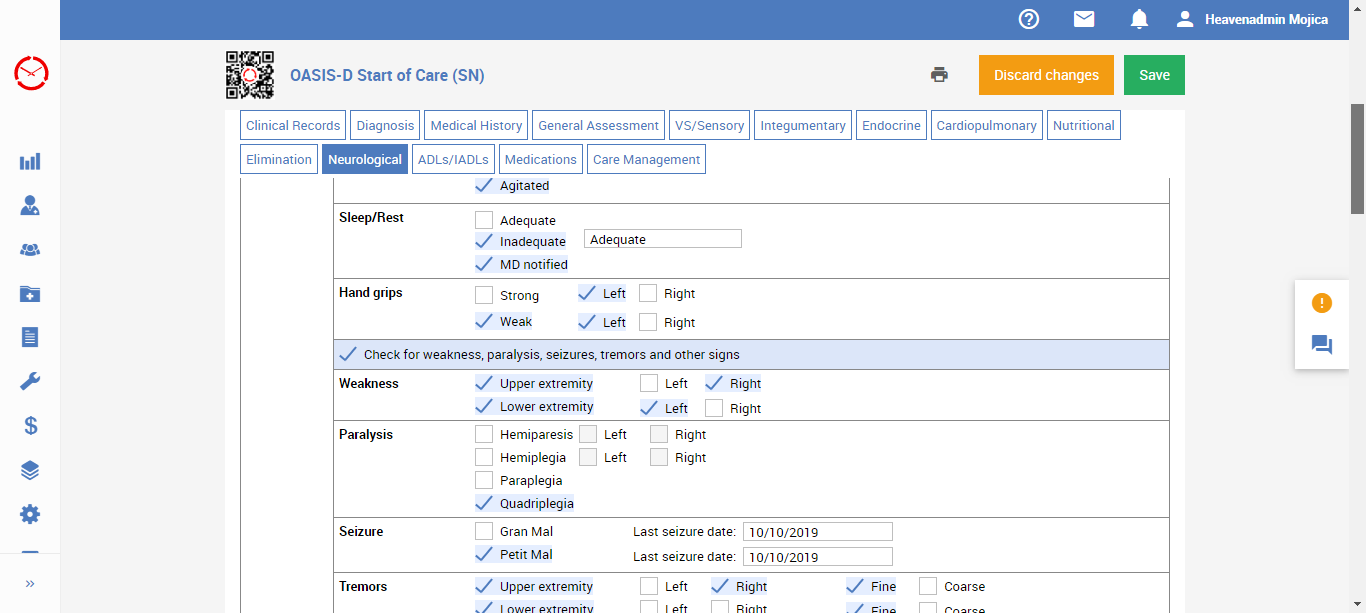 Heavenadmin Mojica
OASIS-D Start of Care (SN)
Discard changes
Save
Clinical Records Diagnosis Medical History General Assessment VS/Sensory Integumentary Endocrine Cardiopulmonary Nutritional
Elimination Neurological ADLs/IADLs Medications Care Management
Agitated
Sleep/Rest Adequate
Inadequate Adequate
MD notified
Hand grips Strong Left Right
Weak Left Right
Check for weakness, paralysis, seizures, tremors and other signs
Weakness Upper extremity Left Right
Lower extremity Left Right
Paralysis Hemiparesis Left Right
Hemiplegia Left Right
Paraplegia
Quadriplegia
Seizure Gran Mal Last seizure date: 10/10/2019
Petit Mal Last seizure date: 10/10/2019
Tremors Upper extremity Left Right Fine Coarse
Lower extremity Left Right Fine Coarse